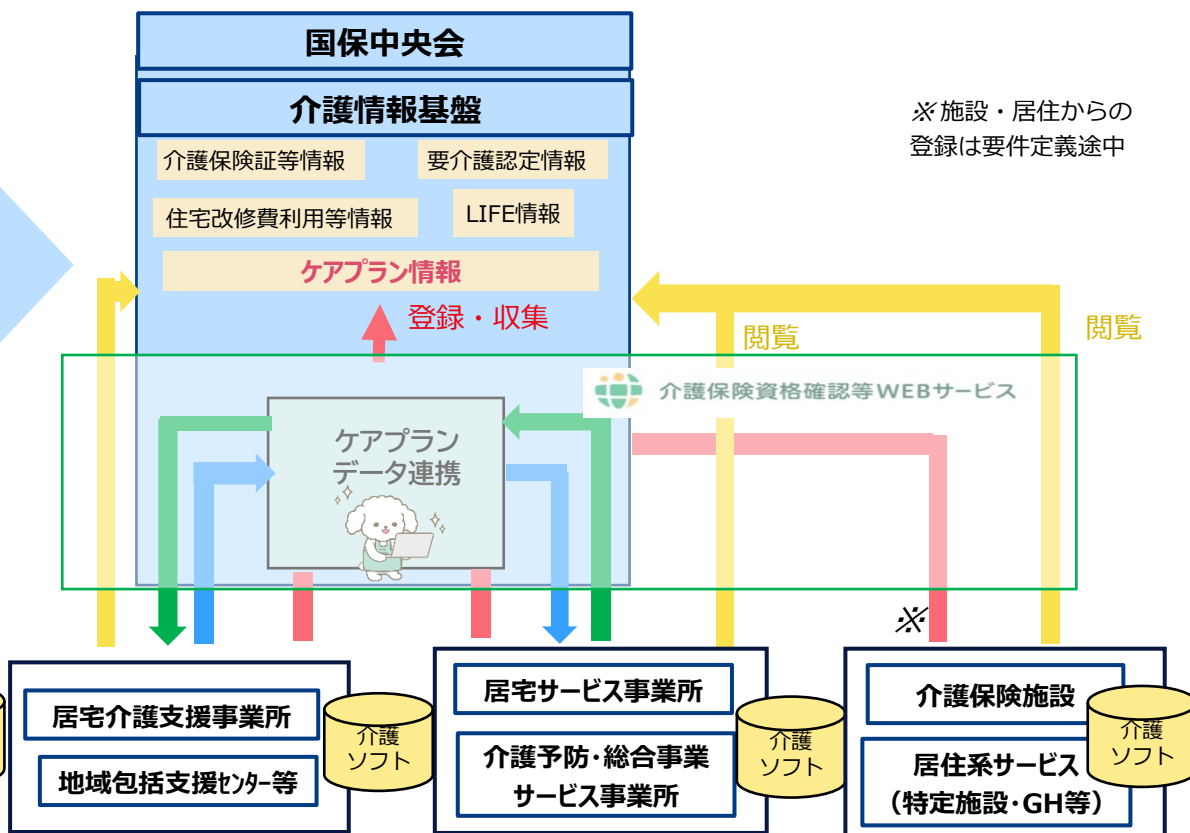 国保中央会
介護情報基盤
※施設・居住からの
登録は要件定義途中
介護保険証等情報
要介護認定情報
住宅改修費利用等情報
LIFE情報
ケアプラン情報
登録・収集
閲覧
閲覧
介護保険資格確認等WEBサービス
ケアプラン
データ連携
※
居宅介護支援事業所
地域包括支援センター等
介護
ソフト
居宅サービス事業所
介護予防・総合事業
サービス事業所
介護
ソフト
介護保険施設
居住系サービス
（特定施設・GH等）
介護
ソフト